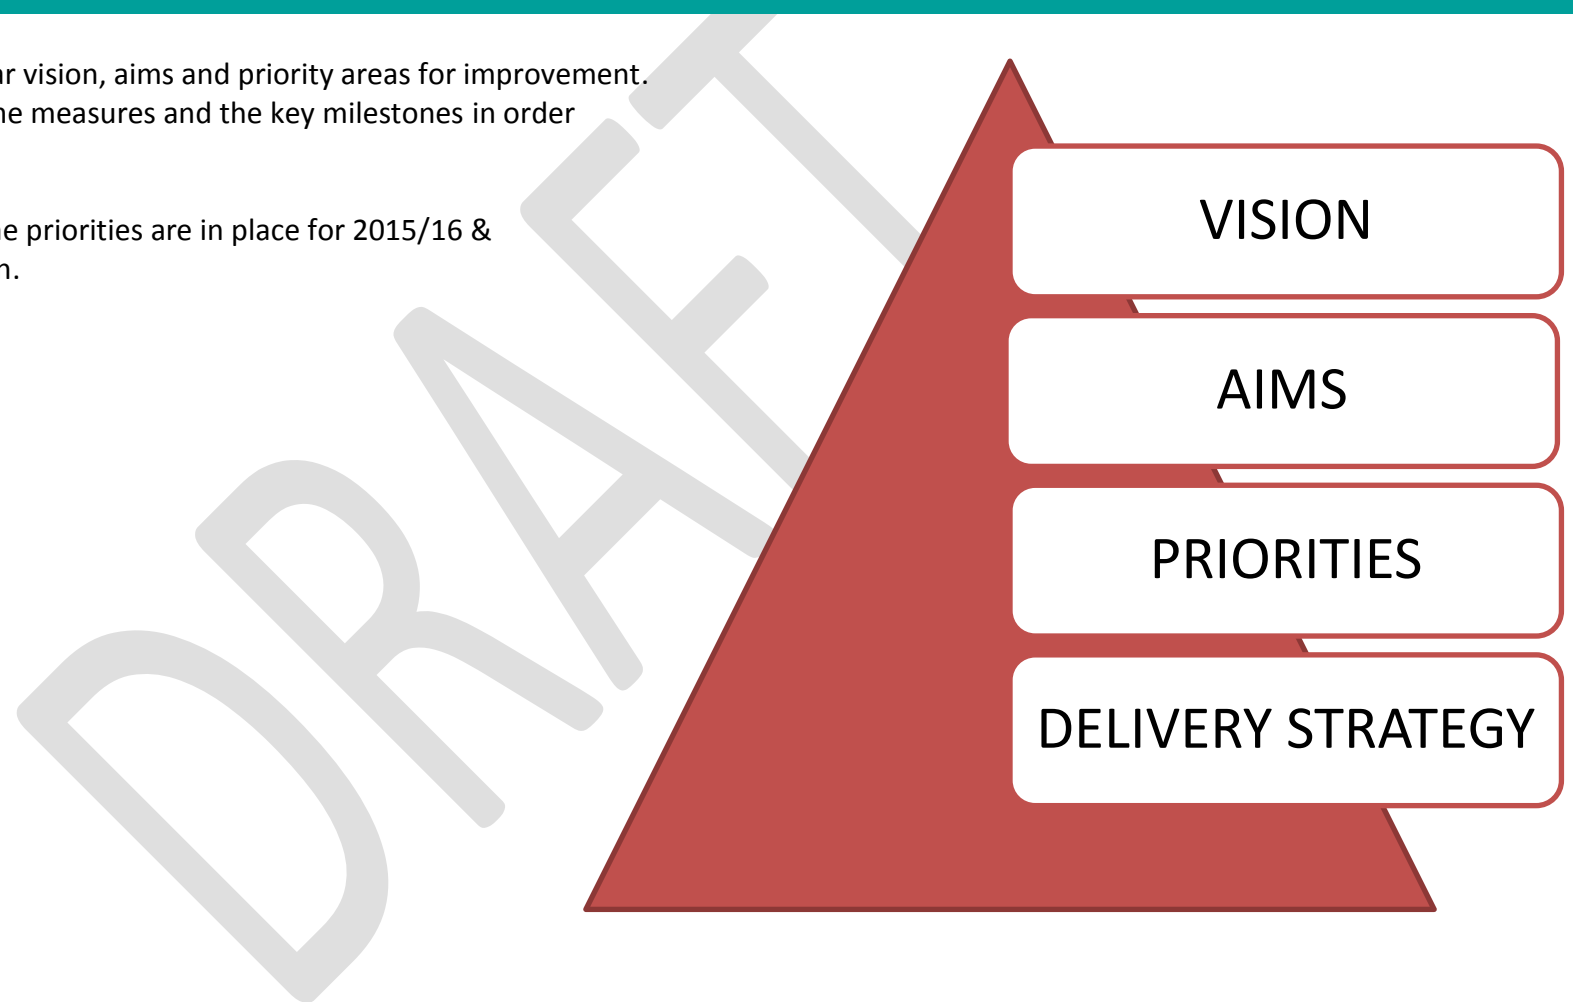 vision, aims and priority areas for improvement.
measures and the key milestones in order
priorities are in place for 2015/16 &
DRAFT
VISION
AIMS
PRIORITIES
DELIVERY STRATEGY